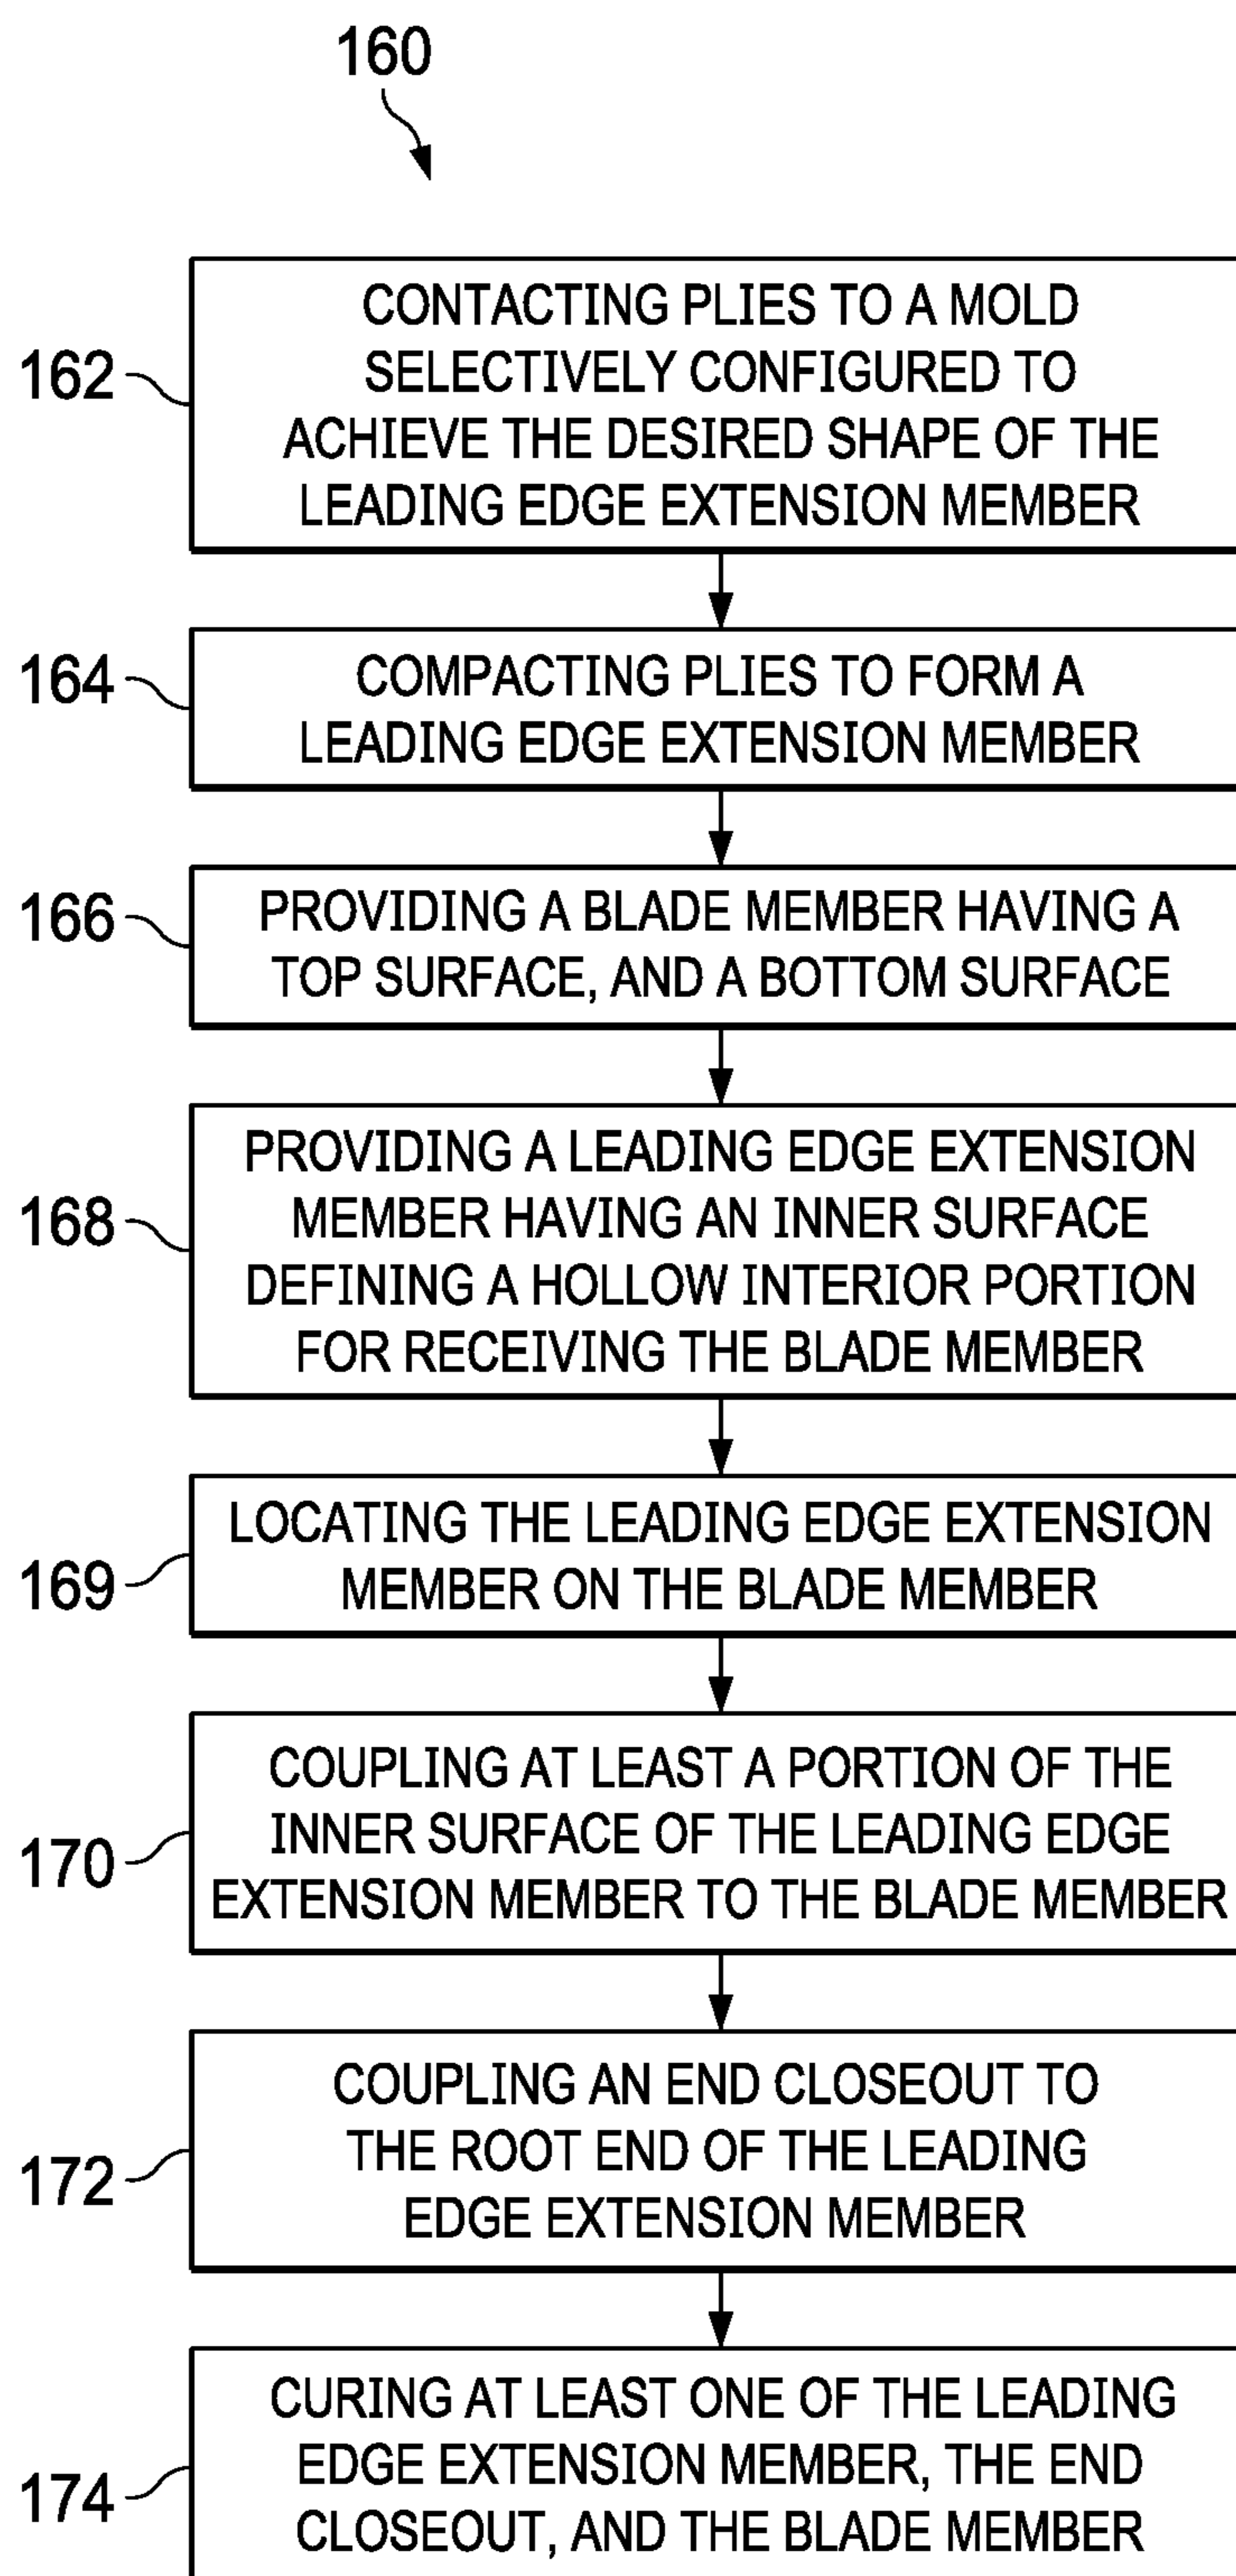 160
162
CONTACTING PLIES TO A MOLD
SELECTIVELY CONFIGURED TO
ACHIEVE THE DESIRED SHAPE OF THE
LEADING EDGE EXTENSION MEMBER
164
COMPACTING PLIES TO FORM A
LEADING EDGE EXTENSION MEMBER
166
PROVIDING A BLADE MEMBER HAVING A
TOP SURFACE, AND A BOTTOM SURFACE
168
PROVIDING A LEADING EDGE EXTENSION
MEMBER HAVING AN INNER SURFACE
DEFINING A HOLLOW INTERIOR PORTION
FOR RECEIVING THE BLADE MEMBER
169
LOCATING THE LEADING EDGE EXTENSION
MEMBER ON THE BLADE MEMBER
170
COUPLING AT LEAST A PORTION OF THE
INNER SURFACE OF THE LEADING EDGE
EXTENSION MEMBER TO THE BLADE MEMBER
172
COUPLING AN END CLOSEOUT TO
THE ROOT END OF THE LEADING
EDGE EXTENSION MEMBER
174
CURING AT LEAST ONE OF THE LEADING
EDGE EXTENSION MEMBER, THE END
CLOSEOUT, AND THE BLADE MEMBER